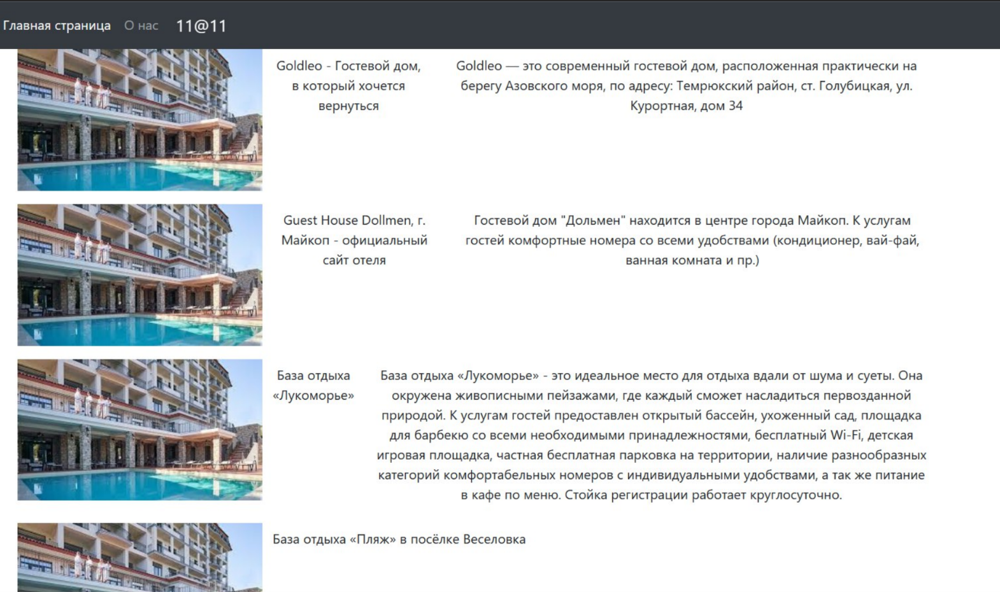 Главная страница О нас 11@11
Goldleo - Гостевой дом,
в который хочется
вернуться
Goldleo — это современный гостевой дом, расположенная практически на
берегу Азовского моря, по адресу: Темрюкский район, ст. Голубицкая, ул.
Курортная, дом 34
Guest House Dollmen, г.
Майкоп - официальный
сайт отеля
Гостевой дом "Дольмен" находится в центре города Майкоп. К услугам
гостей комфортные номера со всеми удобствами (кондиционер, вай-фай,
ванная комната и пр.)
База отдыха
«Лукоморье»
База отдыха «Лукоморье» - это идеальное место для отдыха вдали от шума и суеты. Она
окружена живописными пейзажами, где каждый сможет насладиться первозданной
природой. К услугам гостей предоставлен открытый бассейн, ухоженный сад, площадка
для барбекю со всеми необходимыми принадлежностями, бесплатный Wi-Fi, детская
игровая площадка, частная бесплатная парковка на территории, наличие разнообразных
категорий комфортабельных номеров с индивидуальными удобствами, а так же питание
в кафе по меню. Стойка регистрации работает круглосуточно.
База отдыха «Пляж» в посёлке Веселовка